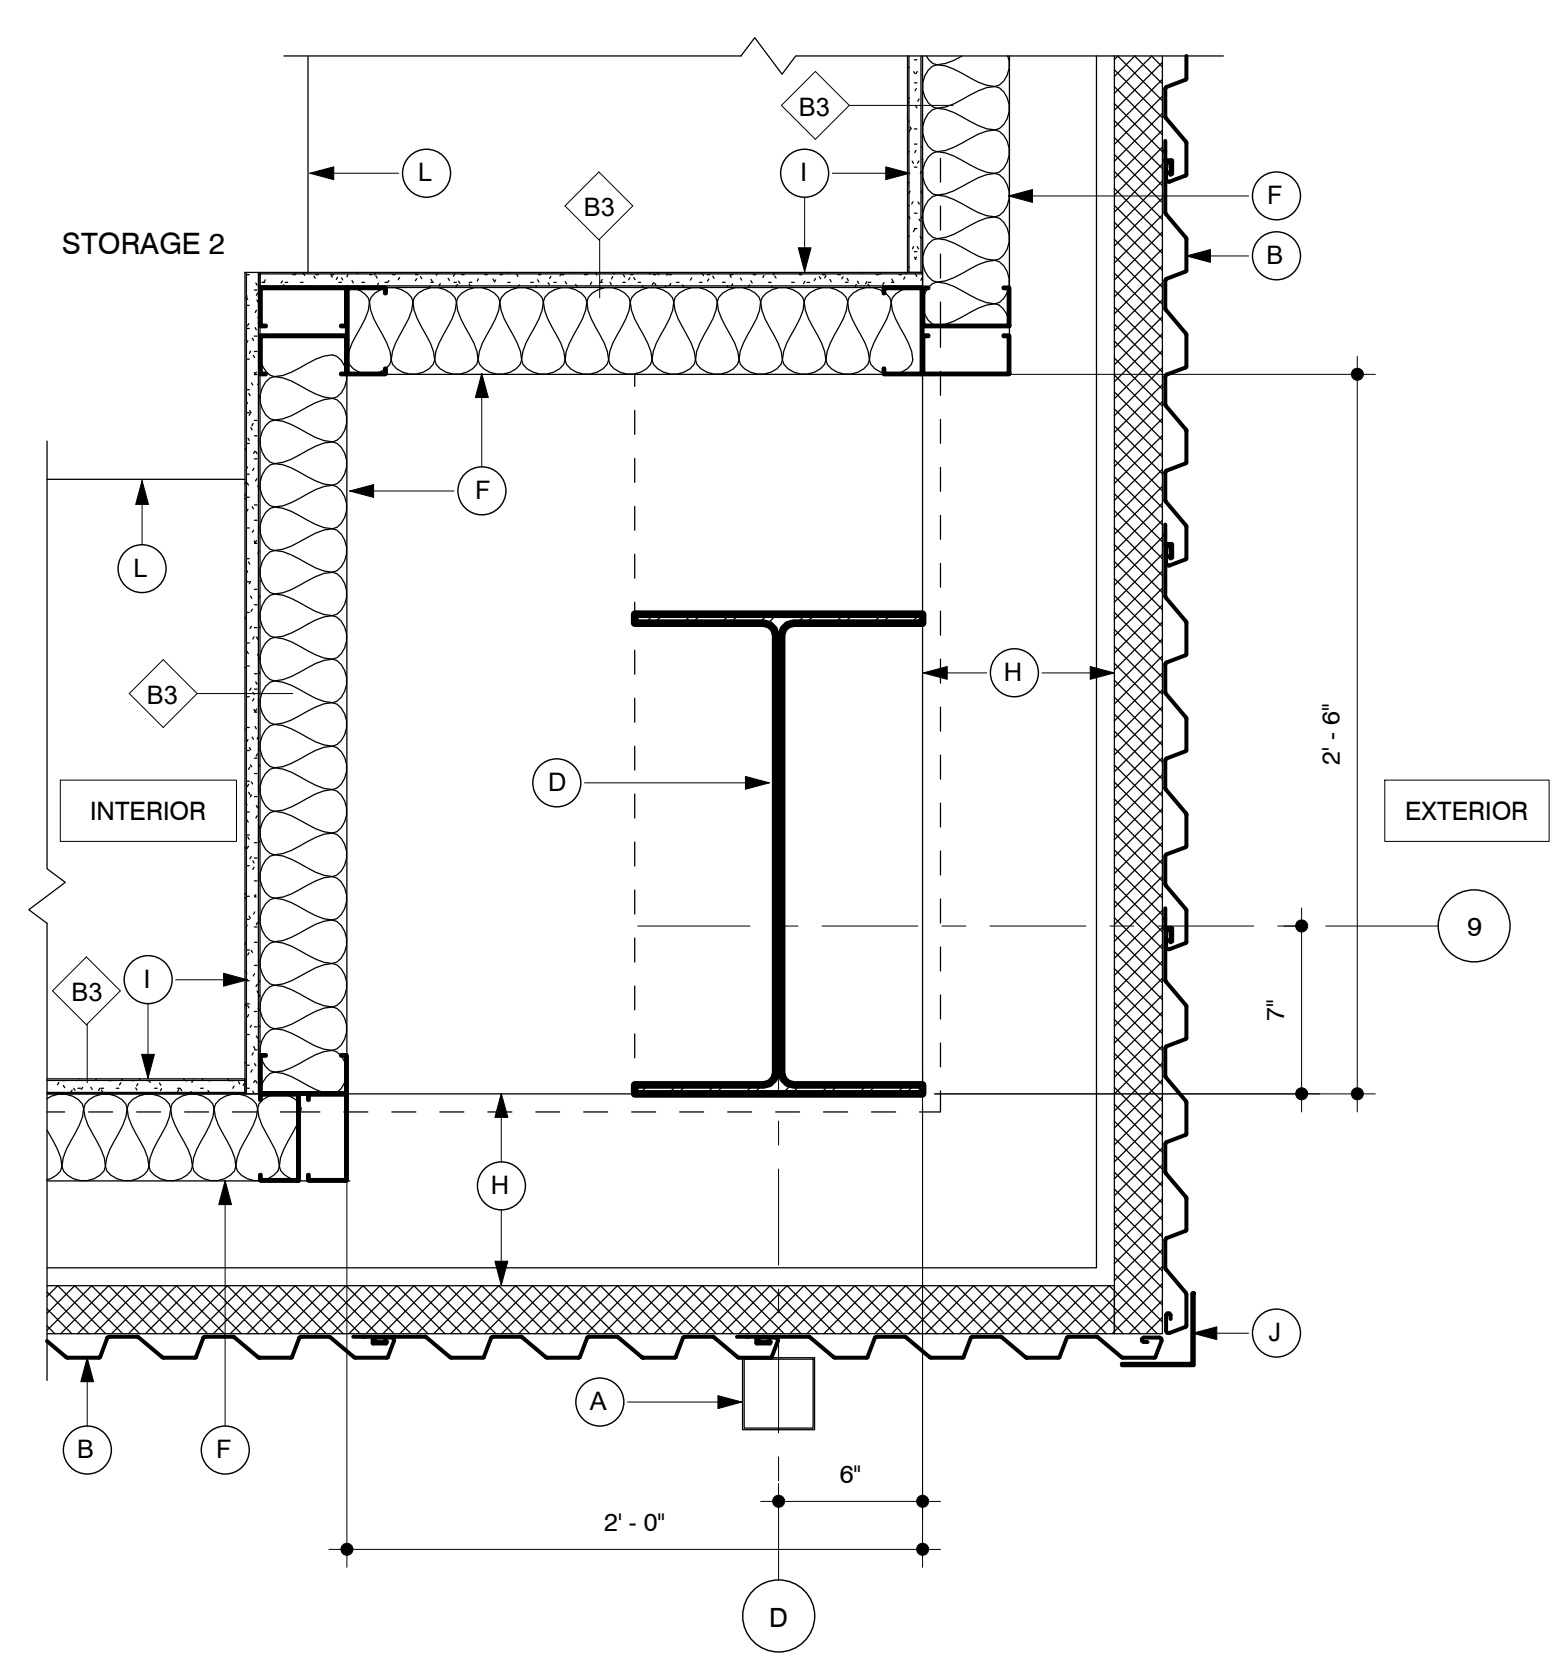 B3
L
I
F
B3
STORAGE 2
B
F
L
H
B3
2' - 6"
D
INTERIOR
EXTERIOR
9
I
B3
7"
H
J
A
B
F
6"
2' - 0"
D